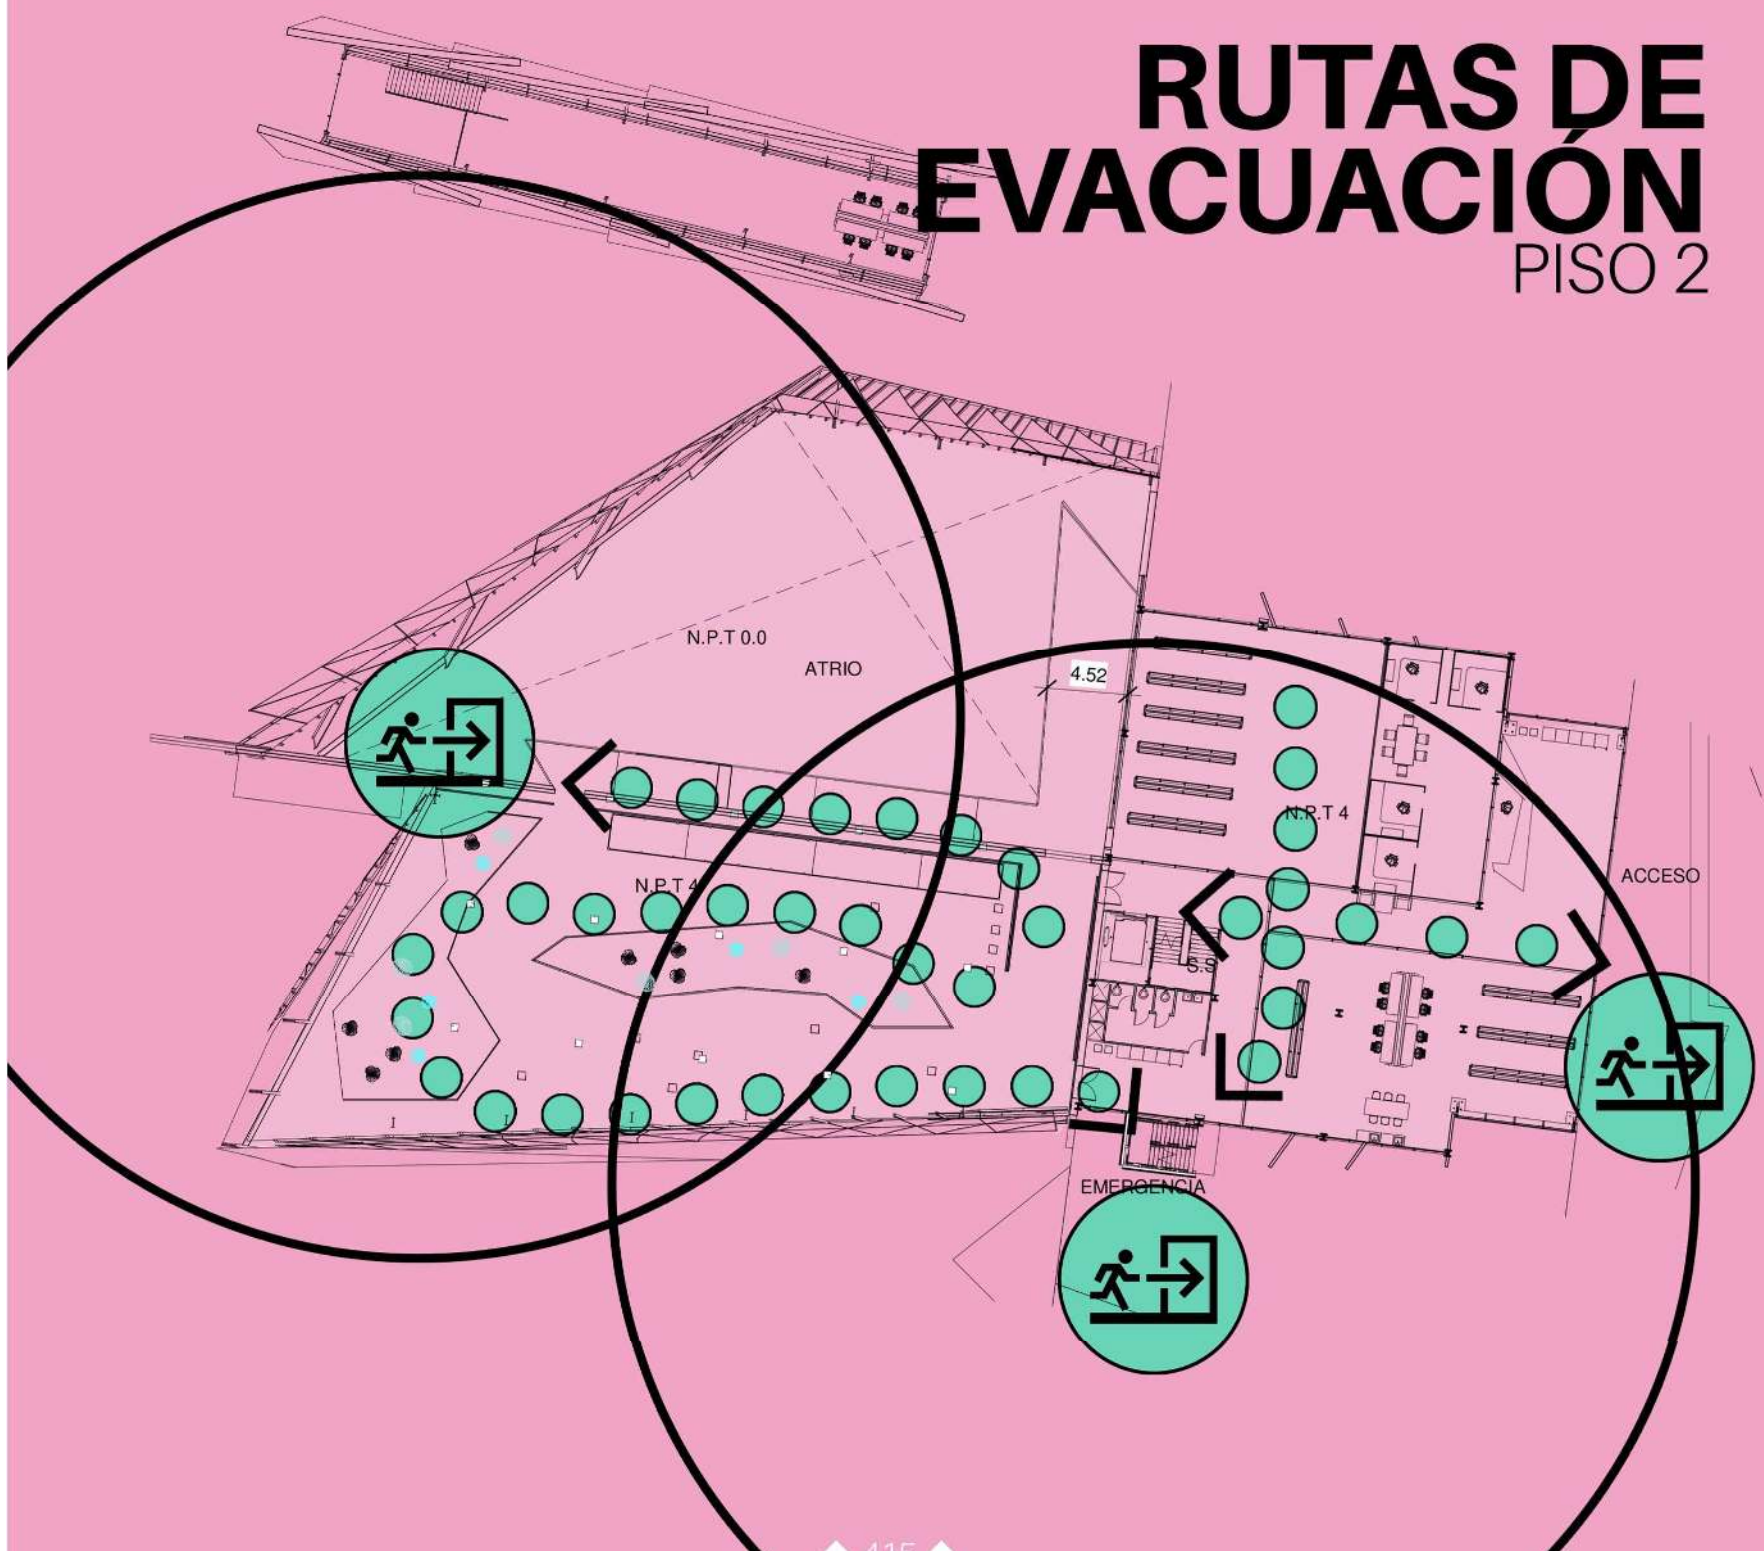 RUTAS DE
EVACUACIÓN
PISO 2
N.P.T 0.0
ATRIO
4.52
N.P.T 4
ACCESO
N.P.T 4
S.S
EMERGENCIA